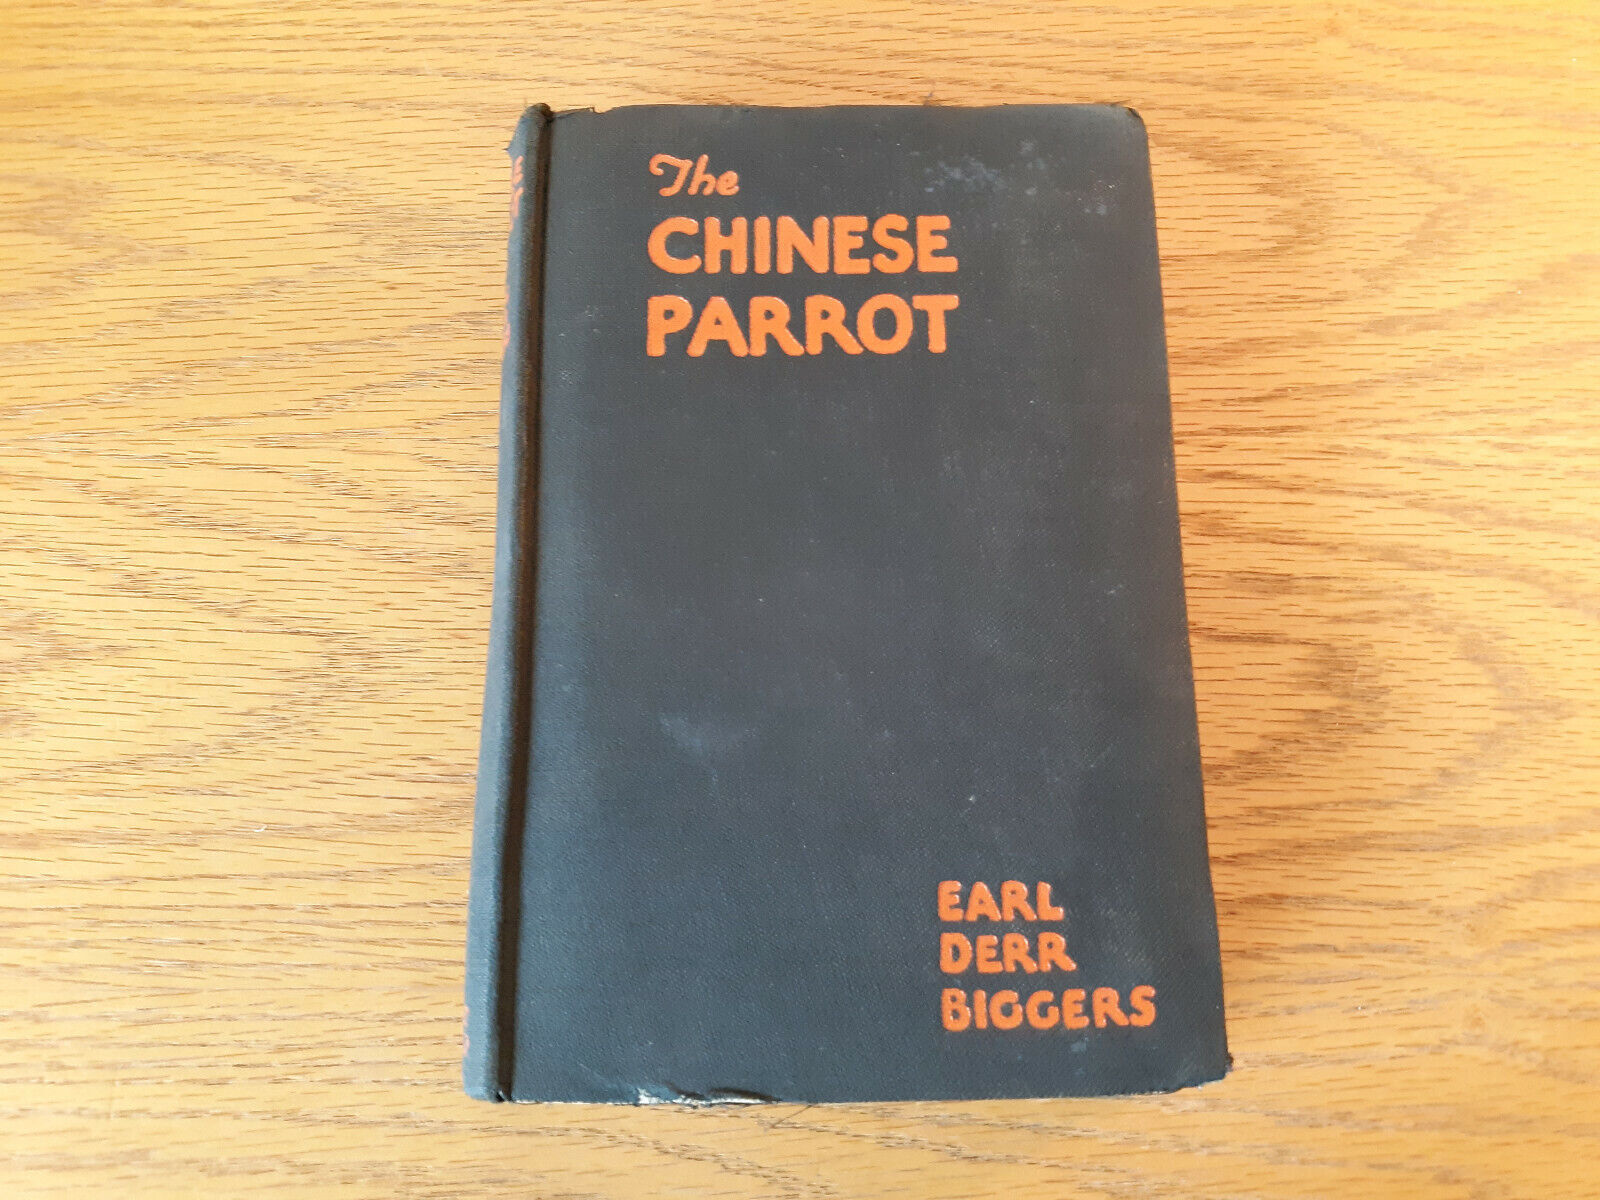 The
CHINESE
PARROT
EARL
DERR
BIGGERS